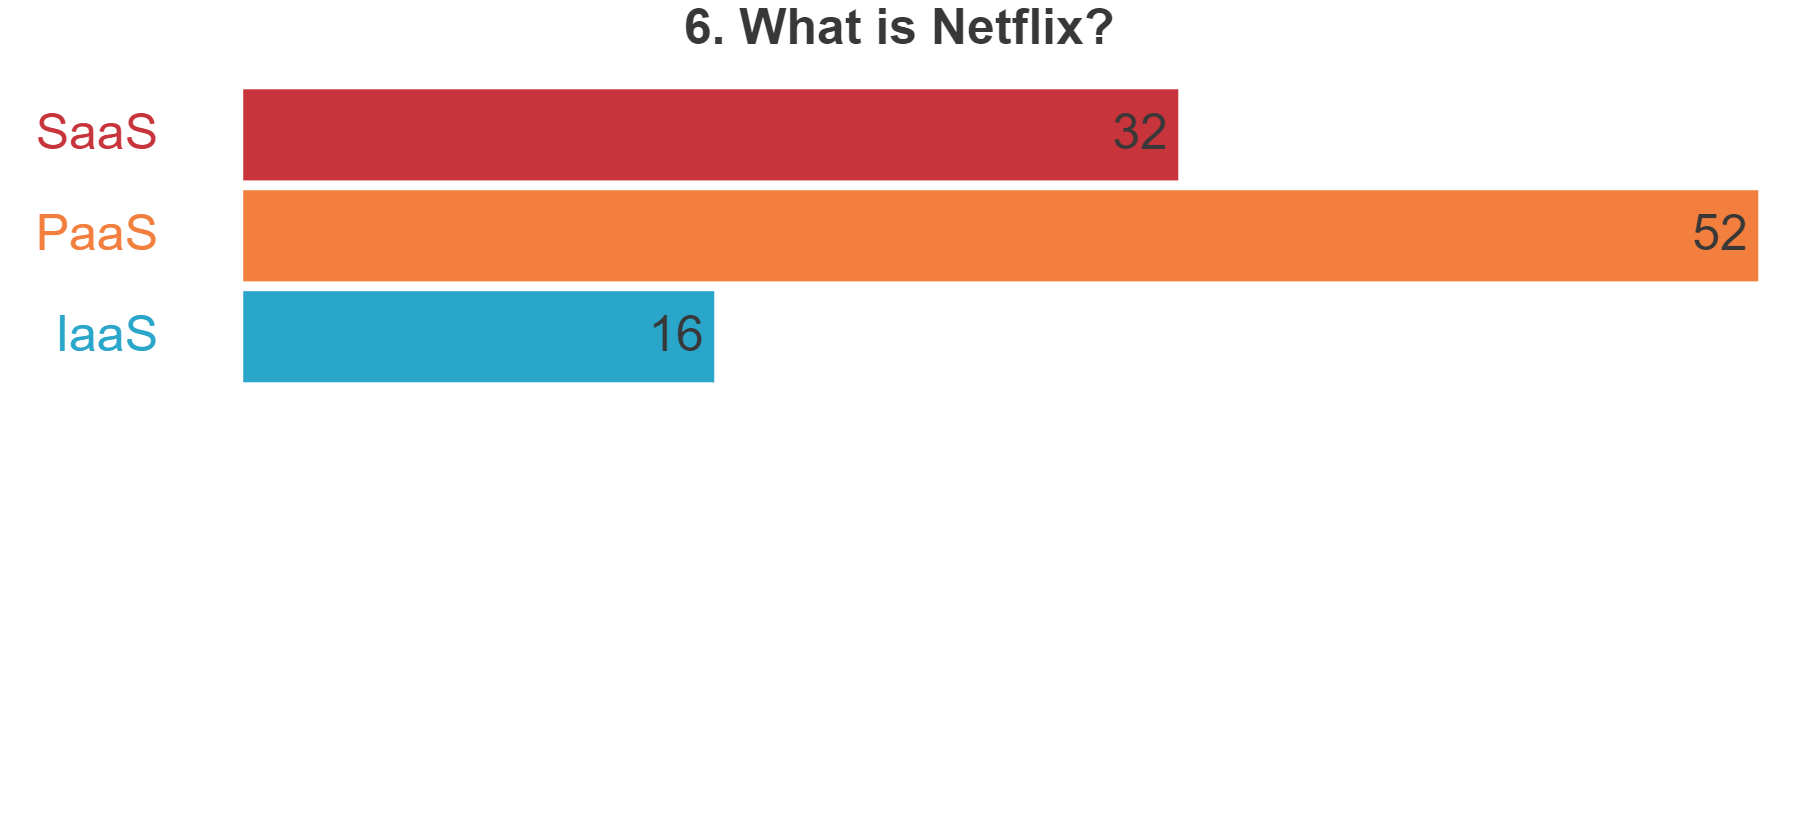 6. What is Netflix?
SaaS 32
PaaS 52
IaaS 16